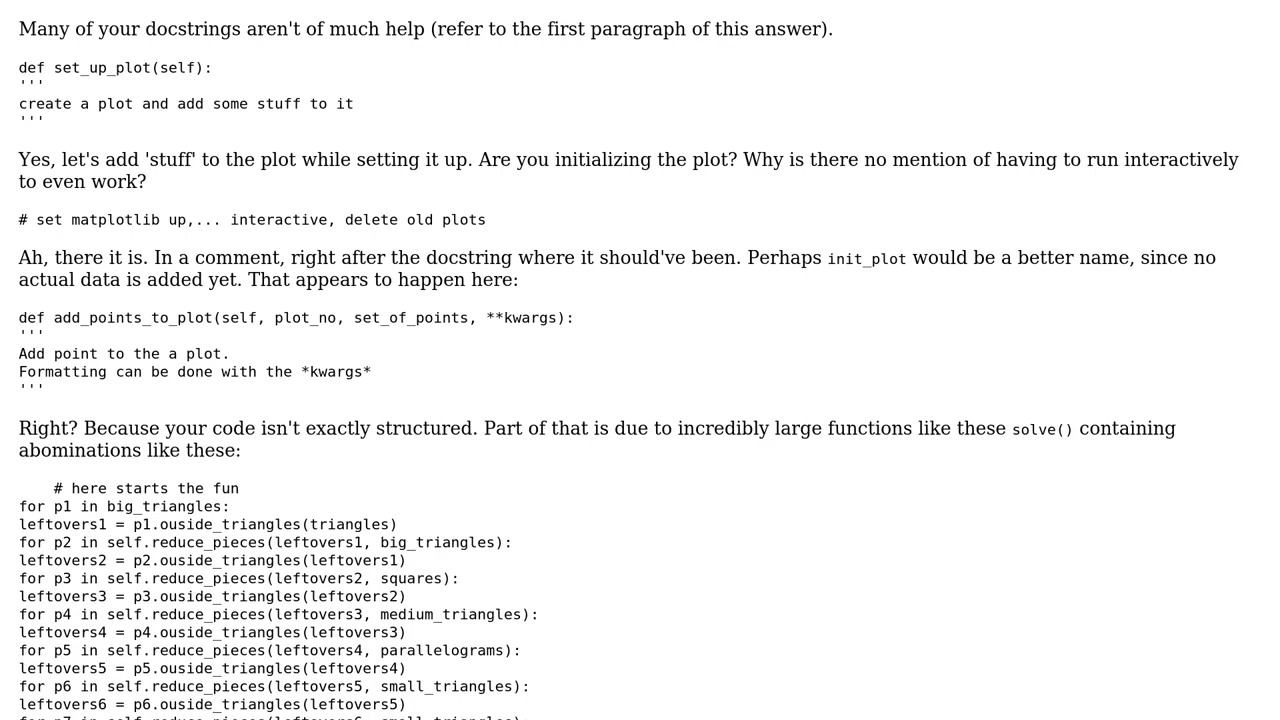 Many of your docstrings aren't of much help (refer to the first paragraph of this answer).
def set_up_plot(self):
'''
create a plot and add some stuff to it
'''
Yes, let's add 'stuff' to the plot while setting it up. Are you initializing the plot? Why is there no mention of having to run interactively
to even work?
# set matplotlib up,... interactive, delete old plots
Ah, there it is. In a comment, right after the docstring where it should've been. Perhaps init_plot would be a better name, since no
actual data is added yet. That appears to happen here:
def add_points_to_plot(self, plot_no, set_of_points, **kwargs):
'''
Add point to the a plot.
Formatting can be done with the *kwargs*
'''
Right? Because your code isn't exactly structured. Part of that is due to incredibly large functions like these solve() containing
abominations like these:
    # here starts the fun
for p1 in big_triangles:
leftovers1 = p1.ouside_triangles(triangles)
for p2 in self.reduce_pieces(leftovers1, big_triangles):
leftovers2 = p2.ouside_triangles(leftovers1)
for p3 in self.reduce_pieces(leftovers2, squares):
leftovers3 = p3.ouside_triangles(leftovers2)
for p4 in self.reduce_pieces(leftovers3, medium_triangles):
leftovers4 = p4.ouside_triangles(leftovers3)
for p5 in self.reduce_pieces(leftovers4, parallelograms):
leftovers5 = p5.ouside_triangles(leftovers4)
for p6 in self.reduce_pieces(leftovers5, small_triangles):
leftovers6 = p6.ouside_triangles(leftovers5)